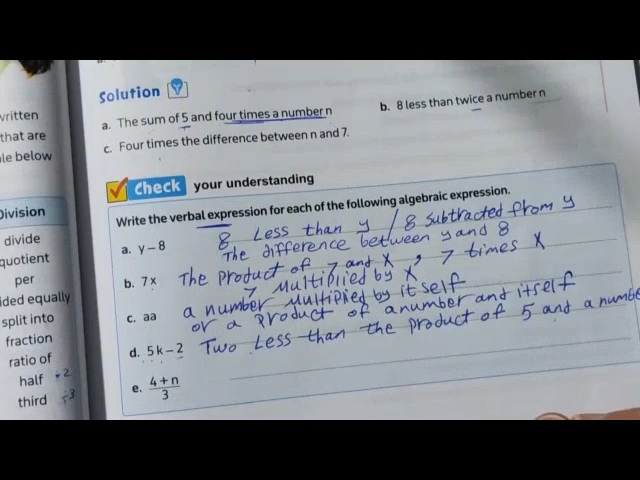 Solution
a. The sum of 5 and four times a number n
b. 8 less than twice a number n
c. Four times the difference between n and 7.
Check your understanding
Write the verbal expression for each of the following algebraic expression.
a. y – 8
8 Less than y / 8 subtracted from y
The difference between y and 8
b. 7x
The product of 7 and X , 7 times X
7 multiplied by X
c. aa
a number multiplied by it self
or a product of a number and itself
d. 5k – 2
Two Less than the product of 5 and a numbe
e. 4 + n
3
written
that are
below
Division
divide
quotient
per
equally
split into
fraction
ratio of
half ÷2
third ÷3